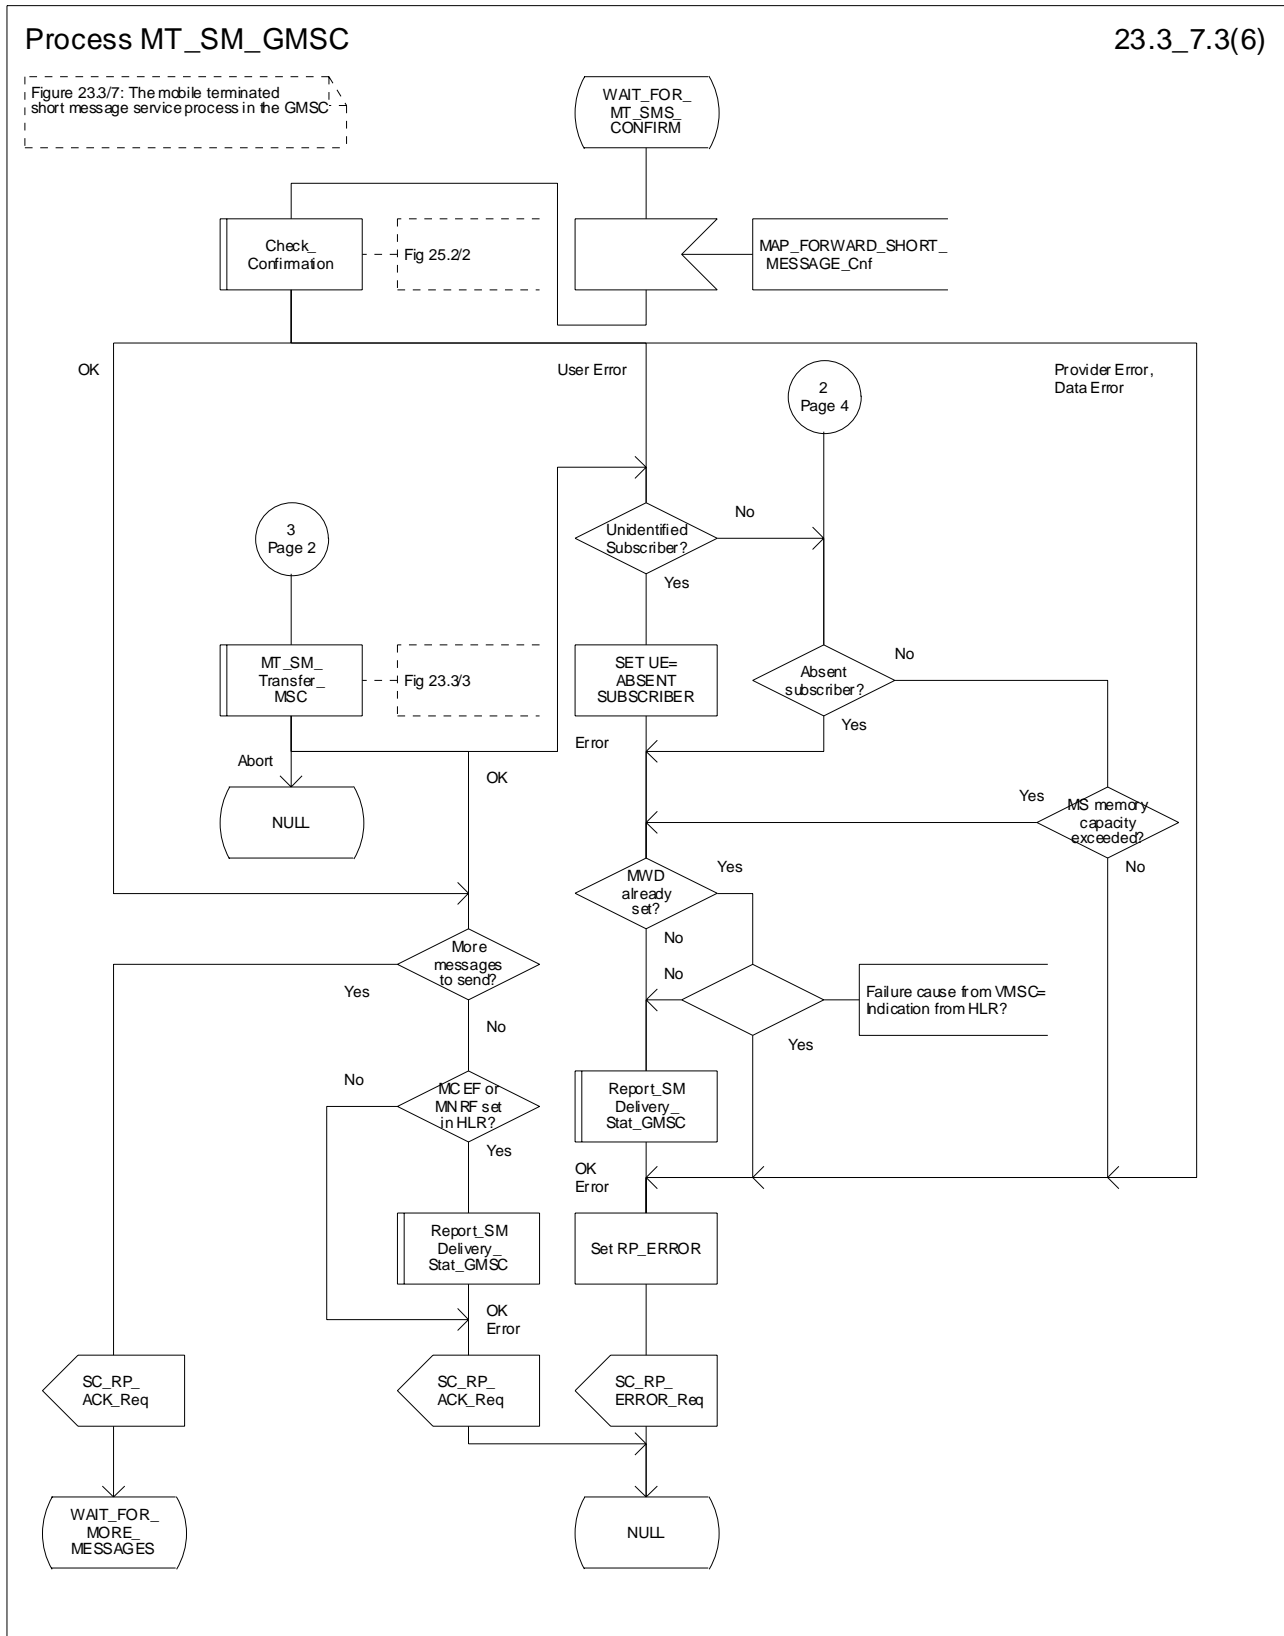 Process MT_SM_GMSC
23.3_7.3(6)
Figure 23.3/7: The mobile terminated
short message service process in the GMSC
WAIT_FOR_
MT_SMS_
CONFIRM
Check_
Confirmation
Fig 25.2/2
MAP_FORWARD_SHORT_
MESSAGE_Cnf
OK
User Error
Provider Error,
Data Error
2
Page 4
3
Page 2
Unidentified
Subscriber?
No
Yes
MT_SM_
Transfer_
MSC
Fig 23.3/3
SET UE=
ABSENT
SUBSCRIBER
Absent
subscriber?
No
Yes
Error
Abort
OK
NULL
Yes
MS memory
capacity
exceeded?
No
MWD
already
set?
Yes
No
More
messages
to send?
Yes
No
No
Failure cause from VMSC=
Indication from HLR?
Yes
No
MCEF or
MNRF set
in HLR?
Yes
Report_SM
Delivery_
Stat_GMSC
OK
Error
Report_SM
Delivery_
Stat_GMSC
Set RP_ERROR
OK
Error
SC_RP_
ACK_Req
SC_RP_
ACK_Req
SC_RP_
ERROR_Req
WAIT_FOR_
MORE_
MESSAGES
NULL